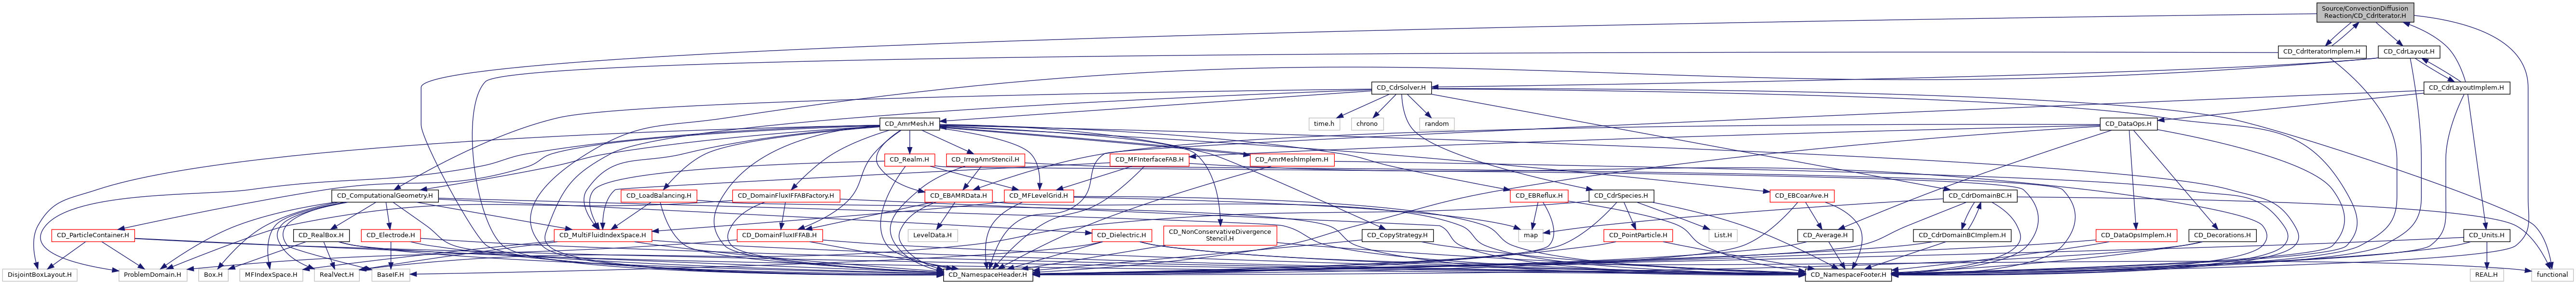 Source/ConvectionDiffusion
Reaction/CD_CdrIterator.H
CD_CdrIteratorImplem.H
CD_CdrLayout.H
CD_CdrSolver.H
CD_CdrLayoutImplem.H
CD_AmrMesh.H
time.h
chrono
random
CD_DataOps.H
CD_Realm.H
CD_IrregAmrStencil.H
CD_MFInterfaceFAB.H
CD_AmrMeshImplem.H
CD_ComputationalGeometry.H
CD_LoadBalancing.H
CD_DomainFluxIFFABFactory.H
CD_EBAMRData.H
CD_MFLevelGrid.H
CD_EBReflux.H
CD_CdrSpecies.H
CD_EBCoarAve.H
CD_CdrDomainBC.H
CD_ParticleContainer.H
CD_RealBox.H
CD_Electrode.H
CD_MultiFluidIndexSpace.H
CD_DomainFluxIFFAB.H
LevelData.H
CD_Dielectric.H
CD_NonConservativeDivergence
Stencil.H
CD_CopyStrategy.H
map
CD_PointParticle.H
List.H
CD_Average.H
CD_CdrDomainBCImplem.H
CD_DataOpsImplem.H
CD_Decorations.H
CD_Units.H
DisjointBoxLayout.H
ProblemDomain.H
Box.H
MFIndexSpace.H
RealVect.H
BaseIF.H
CD_NamespaceHeader.H
CD_NamespaceFooter.H
REAL.H
functional